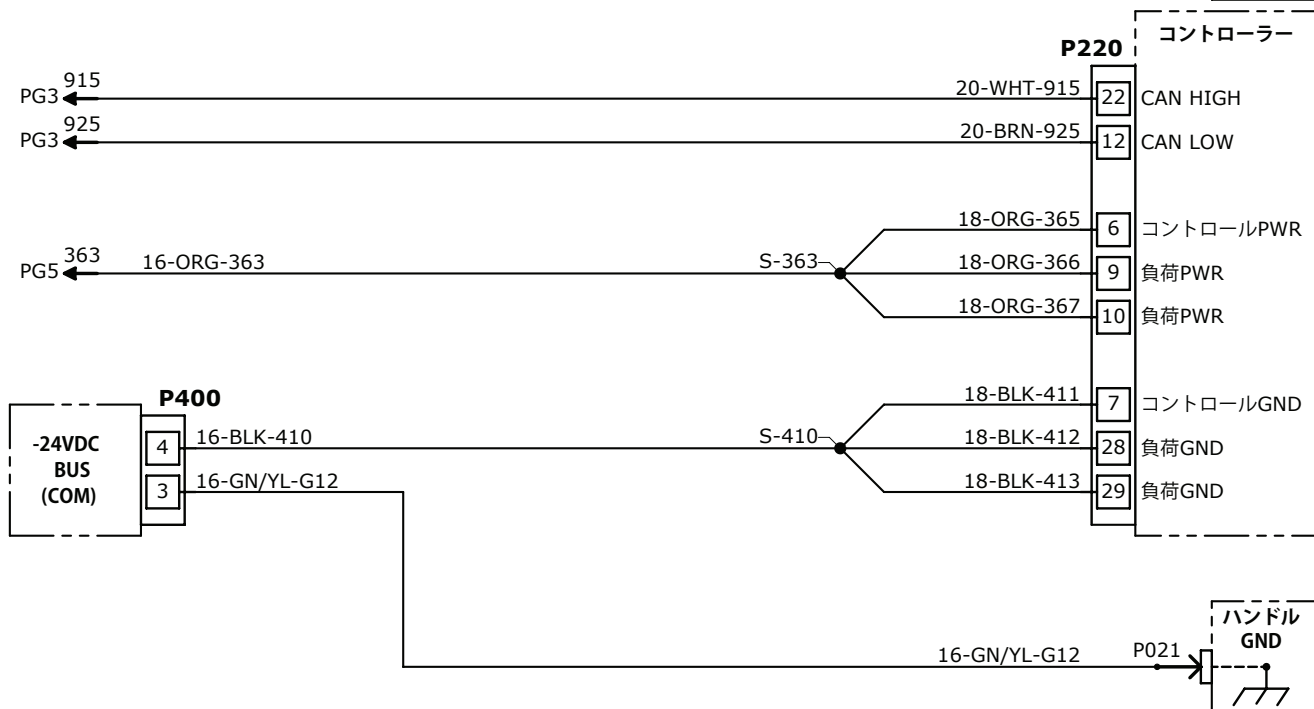 コントローラー
P220
915
PG3
20-WHT-915
22
CAN HIGH
925
PG3
20-BRN-925
12
CAN LOW
18-ORG-365
6
コントロールPWR
363
PG5
16-ORG-363
S-363
18-ORG-366
9
負荷PWR
18-ORG-367
10
負荷PWR
P400
-24VDC
BUS
(COM)
18-BLK-411
7
コントロールGND
4
16-BLK-410
S-410
18-BLK-412
28
負荷GND
3
16-GN/YL-G12
18-BLK-413
29
負荷GND
ハンドル
GND
16-GN/YL-G12
P021